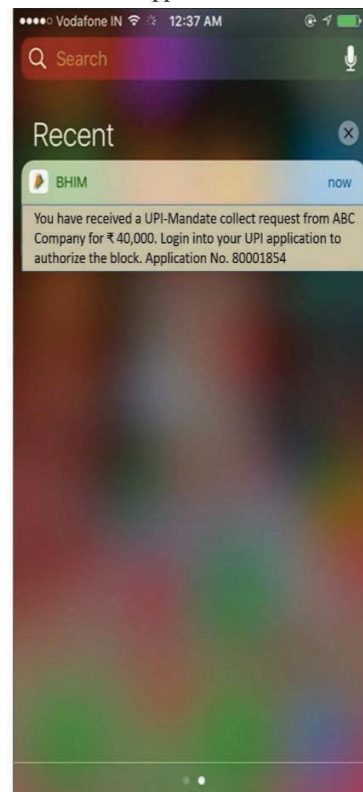 Vodafone IN 12:37 AM
Search
Recent
BHIM now
You have received a UPI-Mandate collect request from ABC
Company for ₹ 40,000. Login into your UPI application to
authorize the block. Application No. 80001854